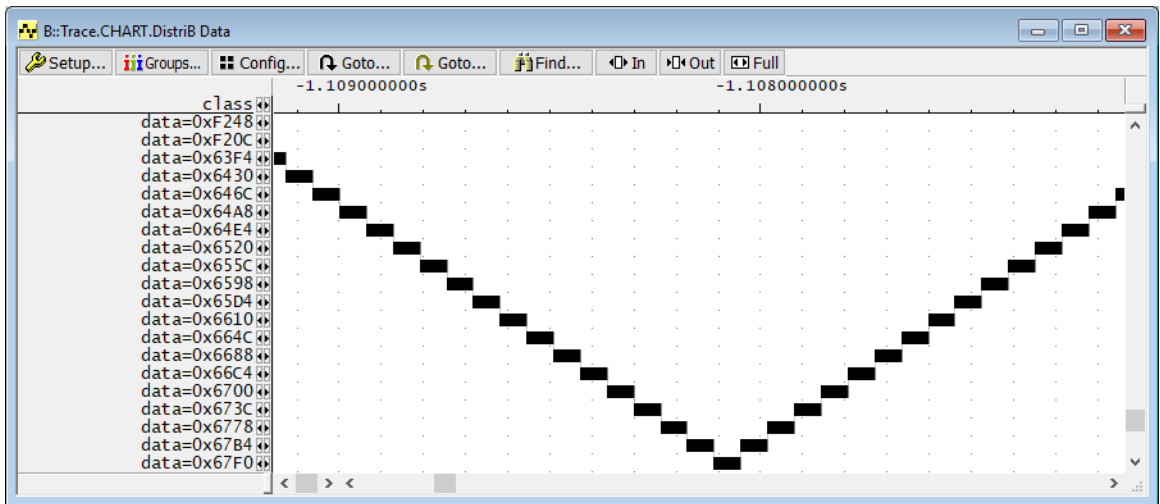 B::Trace.CHART.DistriB Data
Setup... Groups... Config... Goto... Goto... Find... In Out Full
-1.109000000s -1.108000000s
class
data=0xF248
data=0xF20C
data=0x63F4
data=0x6430
data=0x646C
data=0x64A8
data=0x64E4
data=0x6520
data=0x655C
data=0x6598
data=0x65D4
data=0x6610
data=0x664C
data=0x6688
data=0x66C4
data=0x6700
data=0x673C
data=0x6778
data=0x67B4
data=0x67F0